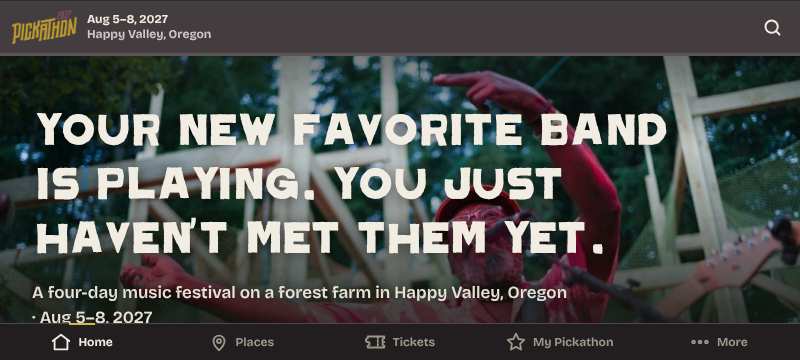 PICKATHON
Aug 5–8, 2027
Happy Valley, Oregon
YOUR NEW FAVORITE BAND
IS PLAYING. YOU JUST
HAVEN'T MET THEM YET.
A four-day music festival on a forest farm in Happy Valley, Oregon
· Aug 5–8, 2027
Home
Places
Tickets
My Pickathon
More